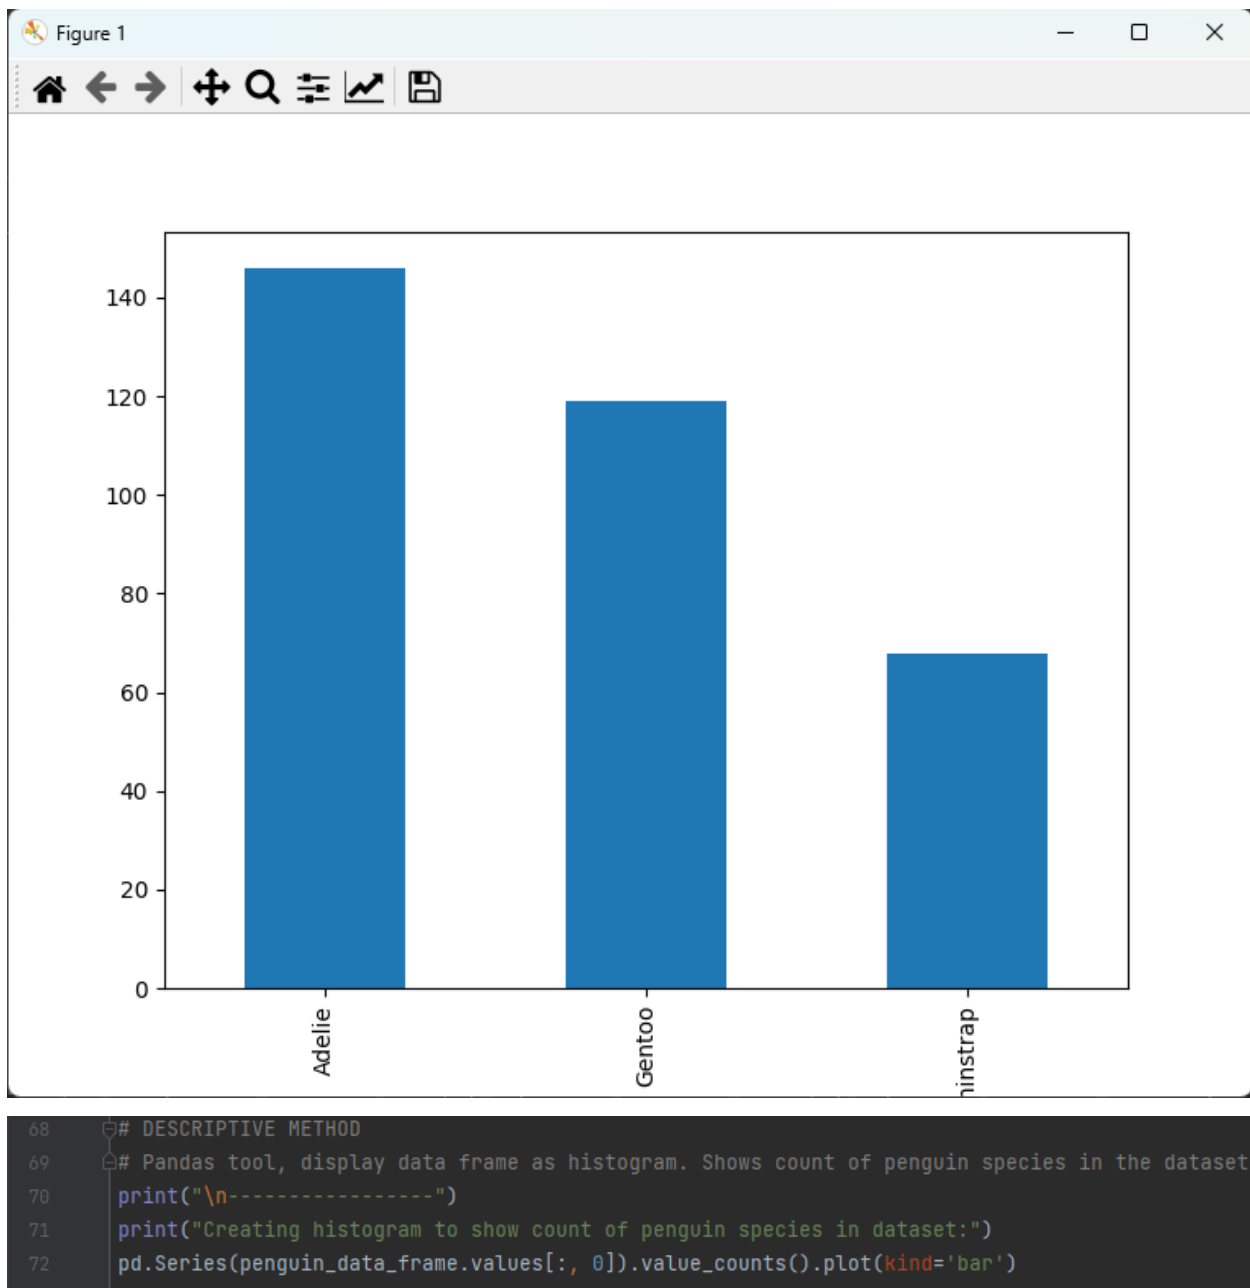 Figure 1
140
120
100
80
60
40
20
0
Adelie
Gentoo
instrap
68 # DESCRIPTIVE METHOD
69 # Pandas tool, display data frame as histogram. Shows count of penguin species in the dataset
70 print("\n-----------------")
71 print("Creating histogram to show count of penguin species in dataset:")
72 pd.Series(penguin_data_frame.values[:, 0]).value_counts().plot(kind='bar')